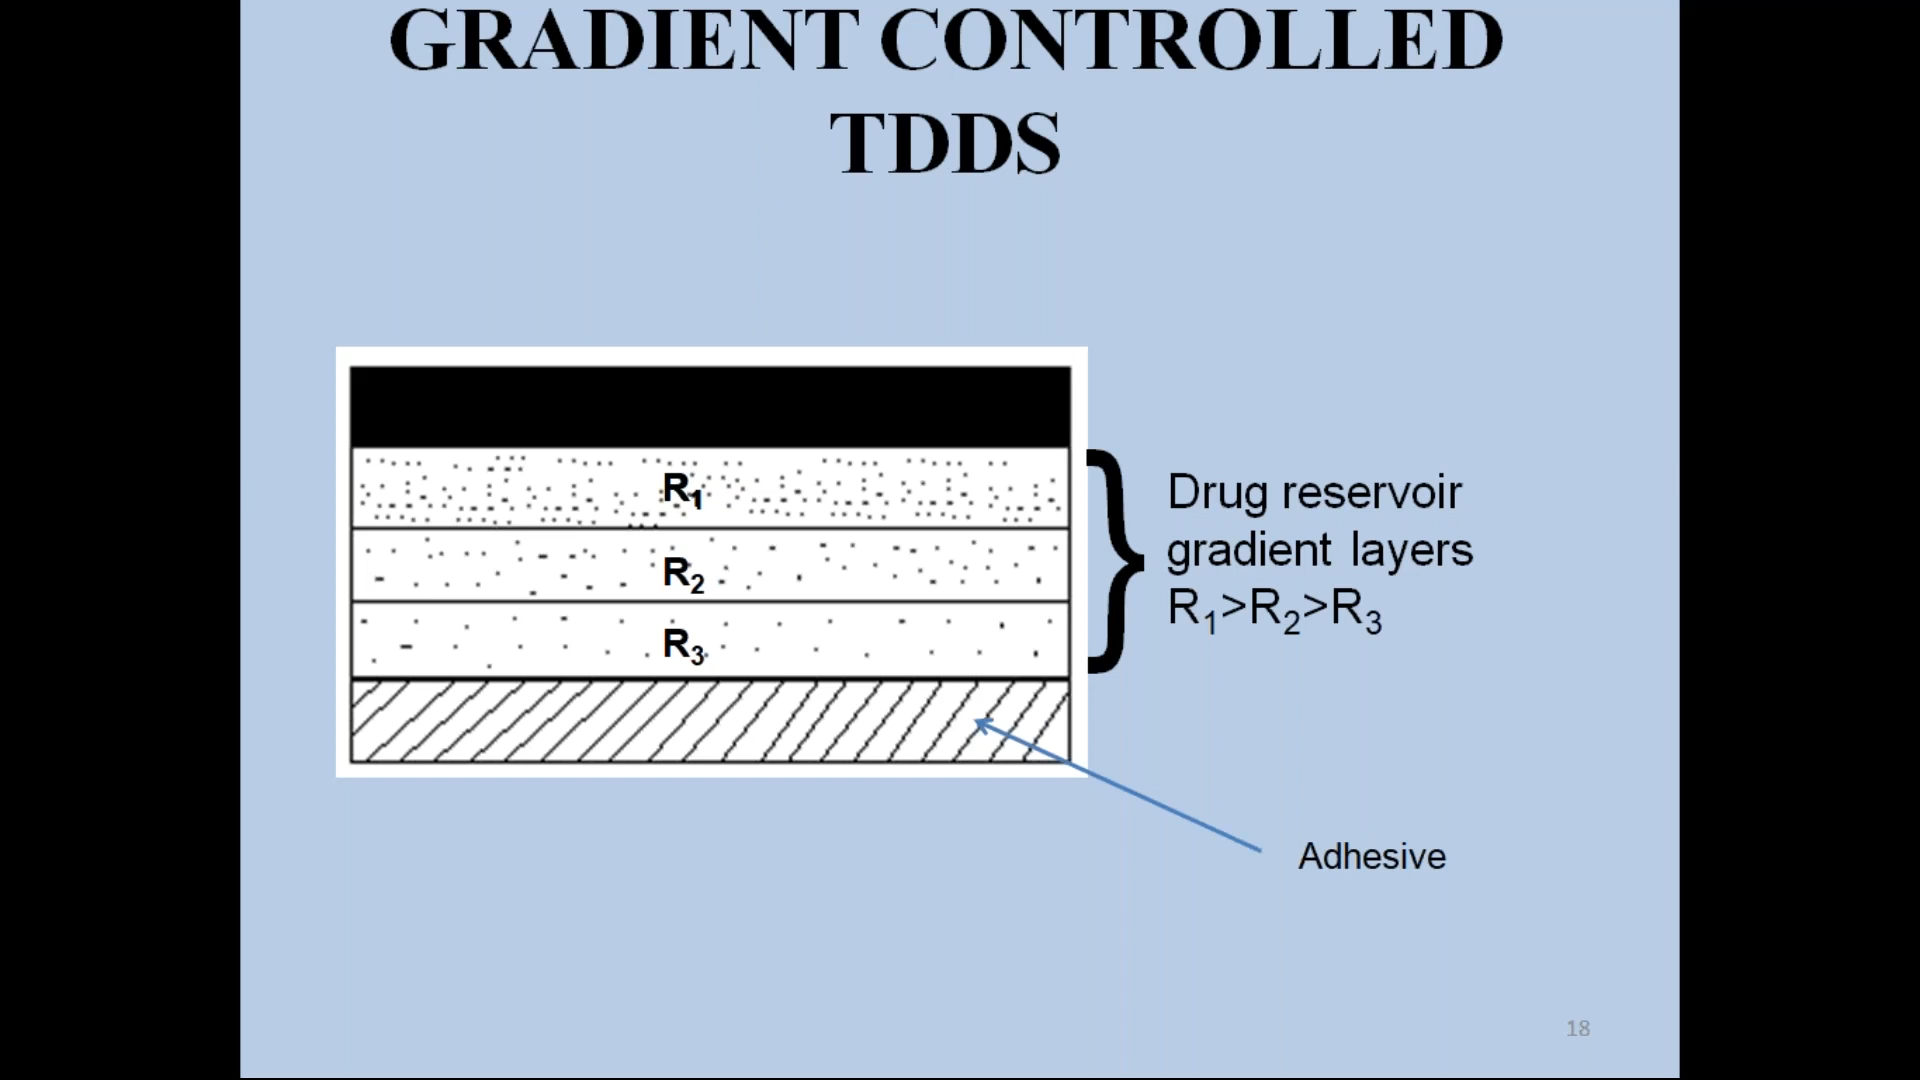 GRADIENT CONTROLLED
TDDS
R₁
R₂
R₃
Drug reservoir
gradient layers
R₁>R₂>R₃
Adhesive
18